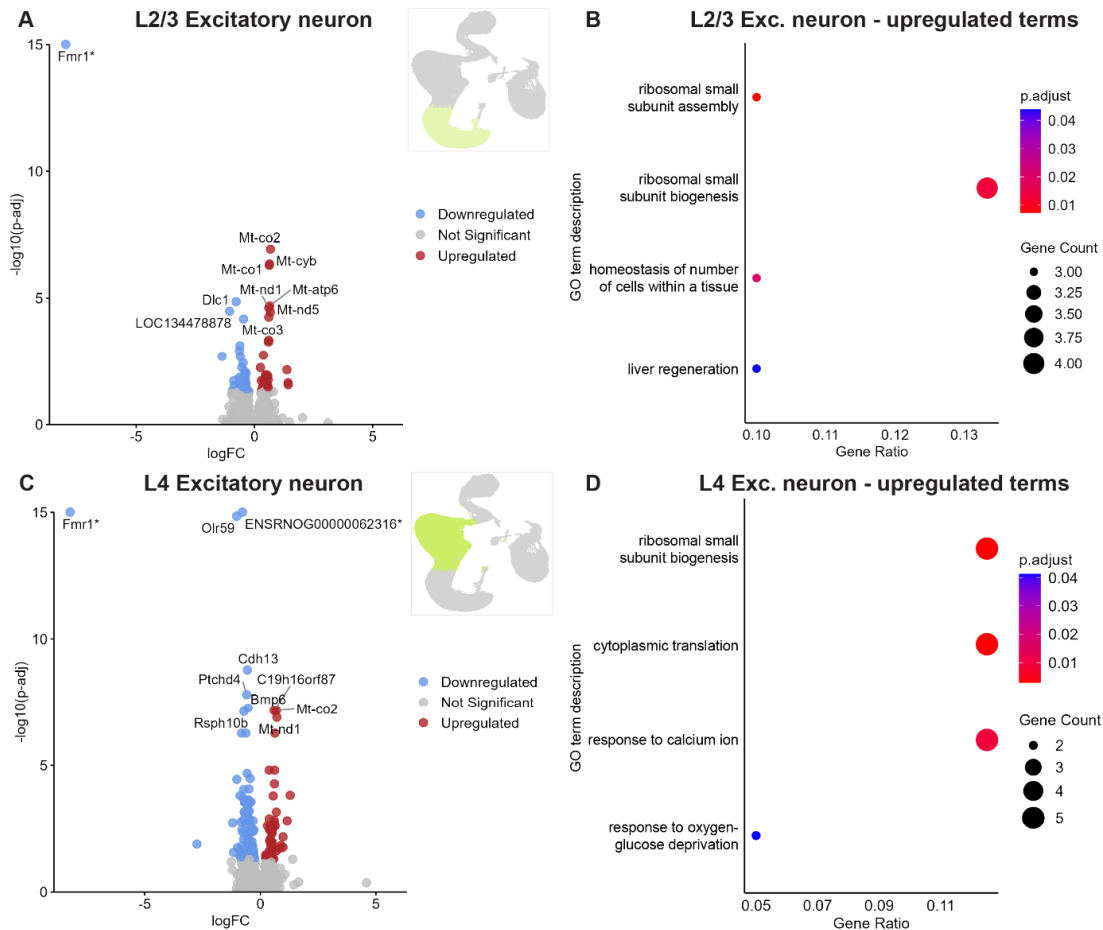 A
L2/3 Excitatory neuron
15
10
5
0
-log10(p-adj)
Fmr1*
Mt-co2
Mt-cyb
Mt-co1
Mt-nd1
Mt-atp6
Dlc1
Mt-nd5
LOC134478878
Mt-co3
-5
0
5
logFC
Downregulated
Not Significant
Upregulated
B
L2/3 Exc. neuron - upregulated terms
GO term description
ribosomal small
subunit assembly
ribosomal small
subunit biogenesis
homeostasis of number
of cells within a tissue
liver regeneration
0.10
0.11
0.12
0.13
Gene Ratio
p.adjust
0.04
0.03
0.02
0.01
Gene Count
3.00
3.25
3.50
3.75
4.00
C
L4 Excitatory neuron
15
10
5
0
-log10(p-adj)
Fmr1*
Olr59
ENSRNOG00000062316*
Cdh13
Ptchd4
C19h16orf87
Bmp6
Mt-co2
Rsph10b
Mt-nd1
-5
0
5
logFC
Downregulated
Not Significant
Upregulated
D
L4 Exc. neuron - upregulated terms
GO term description
ribosomal small
subunit biogenesis
cytoplasmic translation
response to calcium ion
response to oxygen-
glucose deprivation
0.05
0.07
0.09
0.11
Gene Ratio
p.adjust
0.04
0.03
0.02
0.01
Gene Count
2
3
4
5